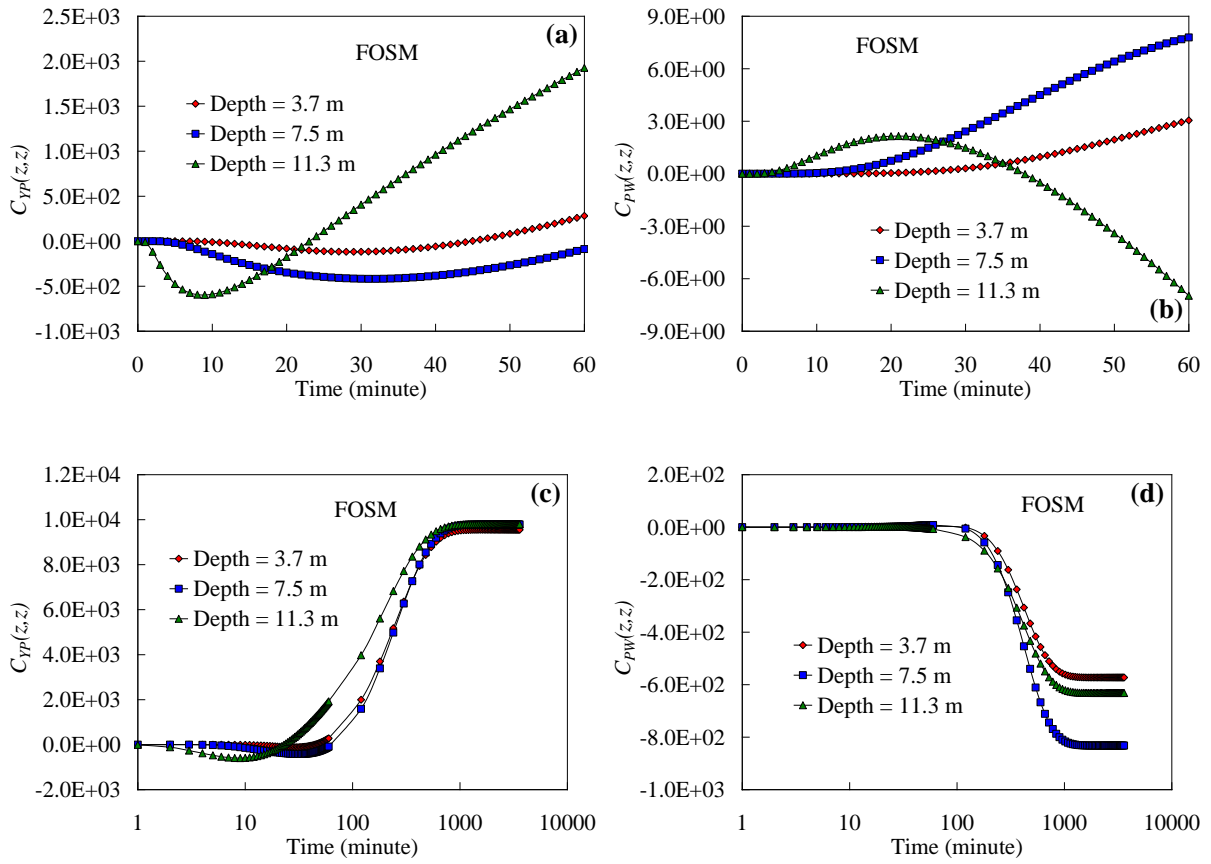 (a)
FOSM
Depth = 3.7 m
Depth = 7.5 m
Depth = 11.3 m
C_YP(z,z)
2.5E+03
2.0E+03
1.5E+03
1.0E+03
5.0E+02
0.0E+00
-5.0E+02
-1.0E+03
0 10 20 30 40 50 60
Time (minute)
(b)
FOSM
Depth = 3.7 m
Depth = 7.5 m
Depth = 11.3 m
C_PW(z,z)
9.0E+00
6.0E+00
3.0E+00
0.0E+00
-3.0E+00
-6.0E+00
-9.0E+00
0 10 20 30 40 50 60
Time (minute)
(c)
FOSM
Depth = 3.7 m
Depth = 7.5 m
Depth = 11.3 m
C_YP(z,z)
1.2E+04
1.0E+04
8.0E+03
6.0E+03
4.0E+03
2.0E+03
0.0E+00
-2.0E+03
1 10 100 1000 10000
Time (minute)
(d)
FOSM
Depth = 3.7 m
Depth = 7.5 m
Depth = 11.3 m
C_PW(z,z)
2.0E+02
0.0E+00
-2.0E+02
-4.0E+02
-6.0E+02
-8.0E+02
-1.0E+03
1 10 100 1000 10000
Time (minute)